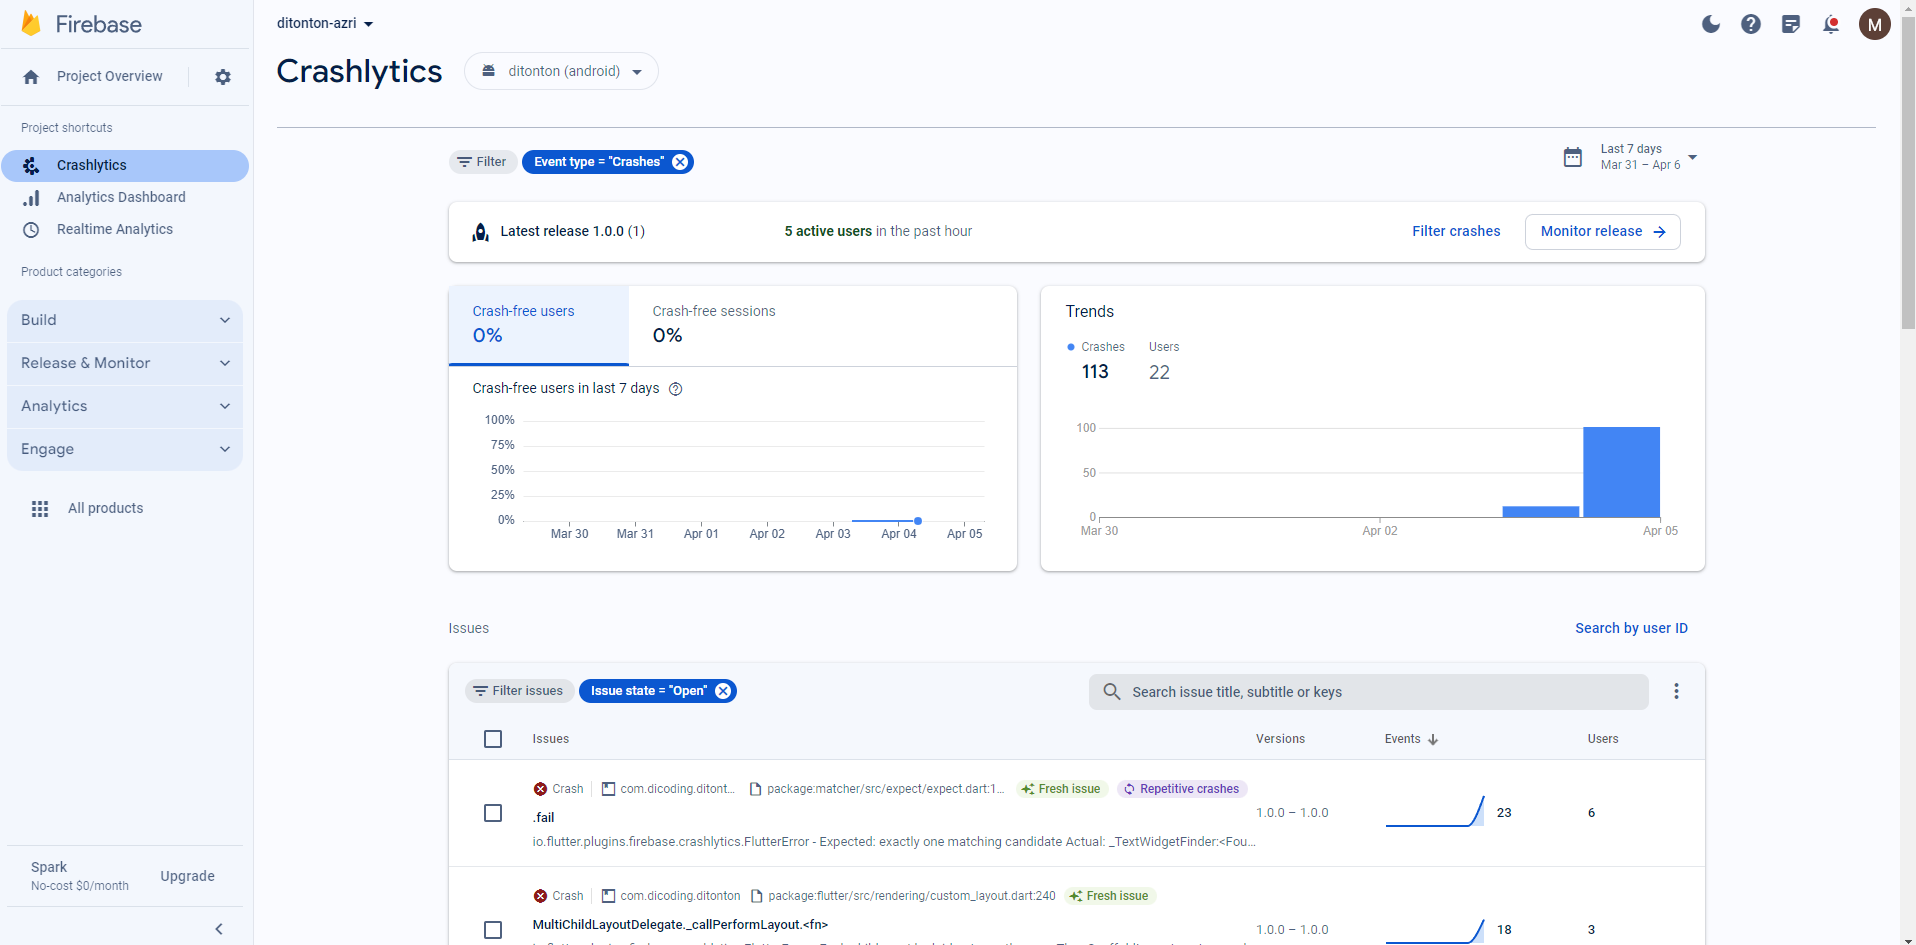 Firebase
Project Overview
Project shortcuts
Crashlytics
Analytics Dashboard
Realtime Analytics
Product categories
Build
Release & Monitor
Analytics
Engage
All products
Spark
No-cost $0/month
Upgrade
ditonton-azri
M
Crashlytics
ditonton (android)
Filter
Event type = "Crashes"
Last 7 days
Mar 31 – Apr 6
Latest release 1.0.0 (1)
5 active users in the past hour
Filter crashes
Monitor release
Crash-free users
0%
Crash-free sessions
0%
Crash-free users in last 7 days
100%
75%
50%
25%
0%
Mar 30 Mar 31 Apr 01 Apr 02 Apr 03 Apr 04 Apr 05
Trends
Crashes Users
113 22
100
50
0
Mar 30 Apr 02 Apr 05
Issues
Search by user ID
Filter issues
Issue state = "Open"
Search issue title, subtitle or keys
Issues Versions Events Users
Crash com.dicoding.ditont... package:matcher/src/expect/expect.dart:1... Fresh issue Repetitive crashes
.fail
io.flutter.plugins.firebase.crashlytics.FlutterError - Expected: exactly one matching candidate Actual: _TextWidgetFinder:<Fou...
1.0.0 – 1.0.0 23 6
Crash com.dicoding.ditonton package:flutter/src/rendering/custom_layout.dart:240 Fresh issue
MultiChildLayoutDelegate._callPerformLayout.<fn>
1.0.0 – 1.0.0 18 3